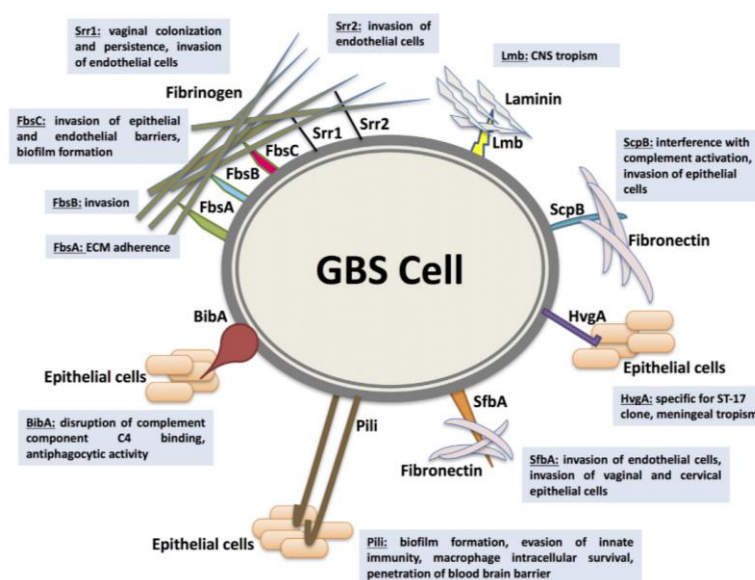 Srr1: vaginal colonization
and persistence, invasion
of endothelial cells
Srr2: invasion of
endothelial cells
Lmb: CNS tropism
Fibrinogen
Laminin
FbsC: invasion of epithelial
and endothelial barriers,
biofilm formation
Srr1
Srr2
Lmb
FbsC
ScpB: interference with
complement activation,
invasion of epithelial
cells
FbsB
FbsB: invasion
FbsA
ScpB
Fibronectin
FbsA: ECM adherence
GBS Cell
BibA
HvgA
Epithelial cells
Epithelial cells
SfbA
HvgA: specific for ST-17
clone, meningeal tropism
BibA: disruption of complement
component C4 binding,
antiphagocytic activity
Pili
Fibronectin
SfbA: invasion of endothelial cells,
invasion of vaginal and cervical
epithelial cells
Epithelial cells
Pili: biofilm formation, evasion of innate
immunity, macrophage intracellular survival,
penetration of blood brain barrier